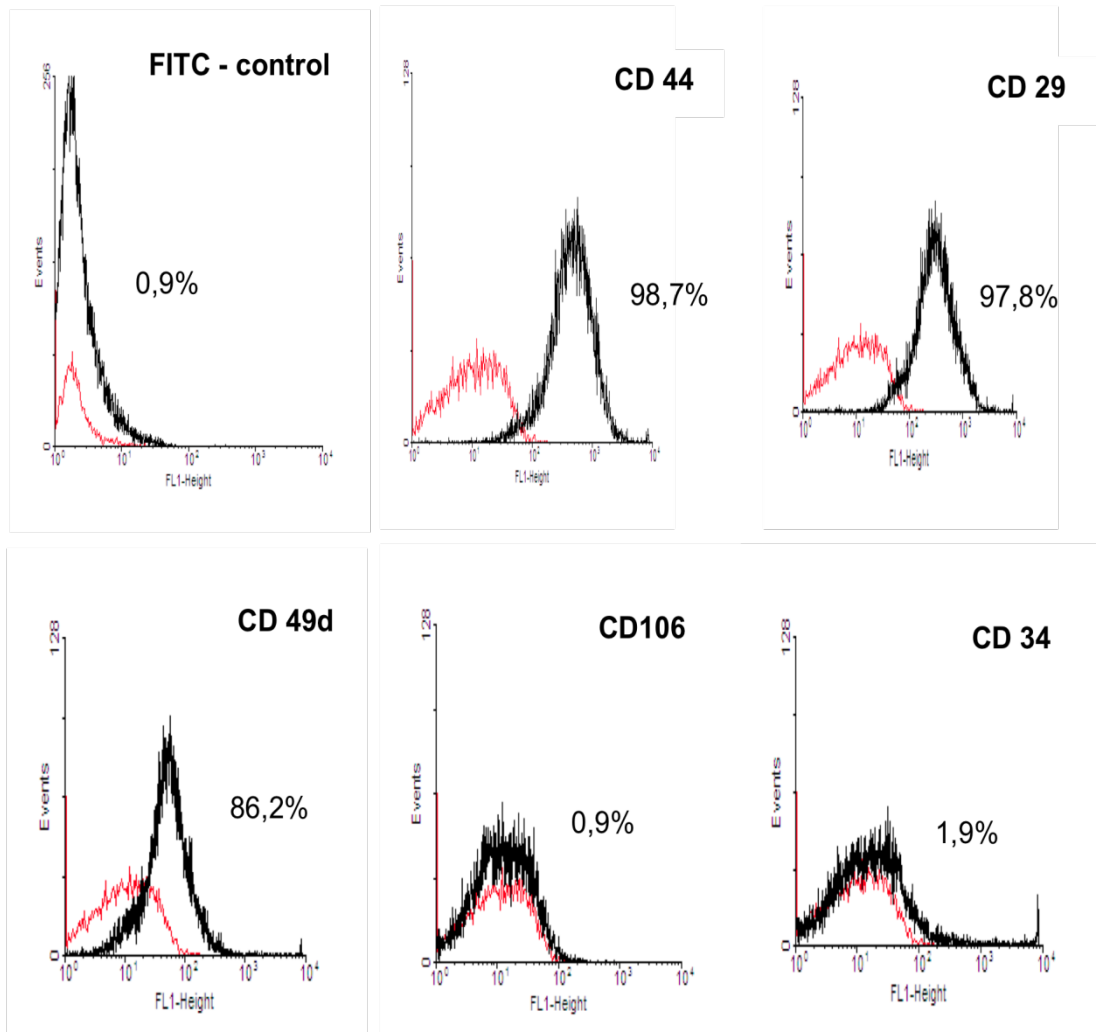 FITC - control
256
Events
0
0,9%
10⁰ 10¹ 10² 10³ 10⁴
FL1-Height
CD 44
128
Events
0
98,7%
10⁰ 10¹ 10² 10³ 10⁴
FL1-Height
CD 29
128
Events
0
97,8%
10⁰ 10¹ 10² 10³ 10⁴
FL1-Height
CD 49d
128
Events
0
86,2%
10⁰ 10¹ 10² 10³ 10⁴
FL1-Height
CD106
128
Events
0
0,9%
10⁰ 10¹ 10² 10³ 10⁴
FL1-Height
CD 34
128
Events
0
1,9%
10⁰ 10¹ 10² 10³ 10⁴
FL1-Height